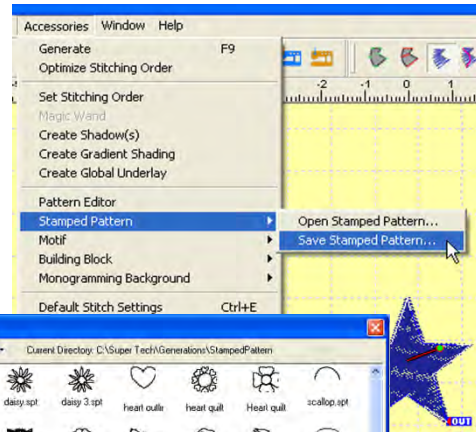 Accessories Window Help
Generate F9
Optimize Stitching Order
-2 -1 0 1
Set Stitching Order
Magic Wand
Create Shadow(s)
Create Gradient Shading
Create Global Underlay
Pattern Editor
Stamped Pattern
Open Stamped Pattern...
Motif
Save Stamped Pattern...
Building Block
Monogramming Background
Default Stitch Settings Ctrl+E
Current Directory: C:\Super Tech\Generations\StampedPattern
daisy.spt daisy 3.spt heart outlir heart quilt Heart quilt scallop.spt
OUT